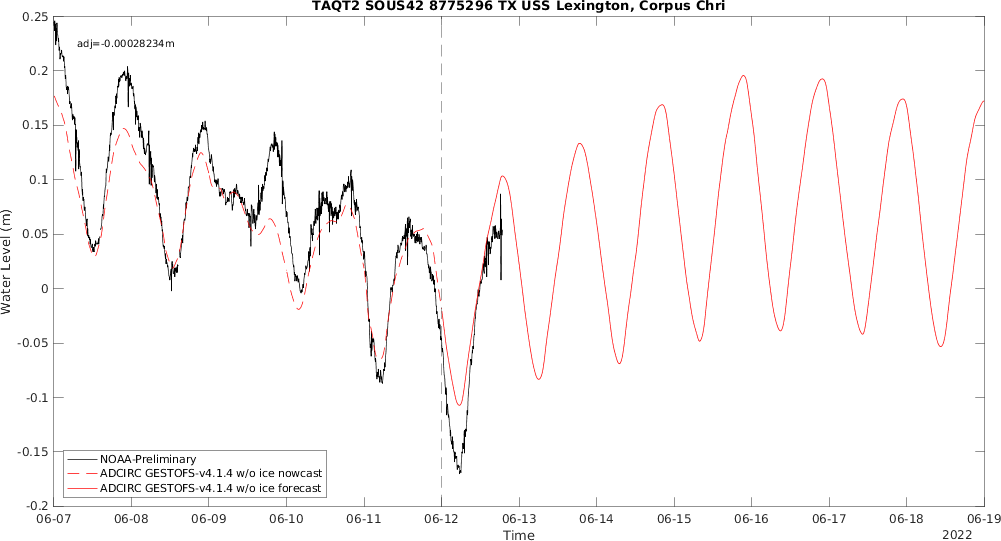 TAQT2 SOUS42 8775296 TX USS Lexington, Corpus Chri
adj=-0.00028234m
Water Level (m)
0.25
0.2
0.15
0.1
0.05
0
-0.05
-0.1
-0.15
-0.2
NOAA-Preliminary
ADCIRC GESTOFS-v4.1.4 w/o ice nowcast
ADCIRC GESTOFS-v4.1.4 w/o ice forecast
06-07 06-08 06-09 06-10 06-11 06-12 06-13 06-14 06-15 06-16 06-17 06-18 06-19
Time
2022